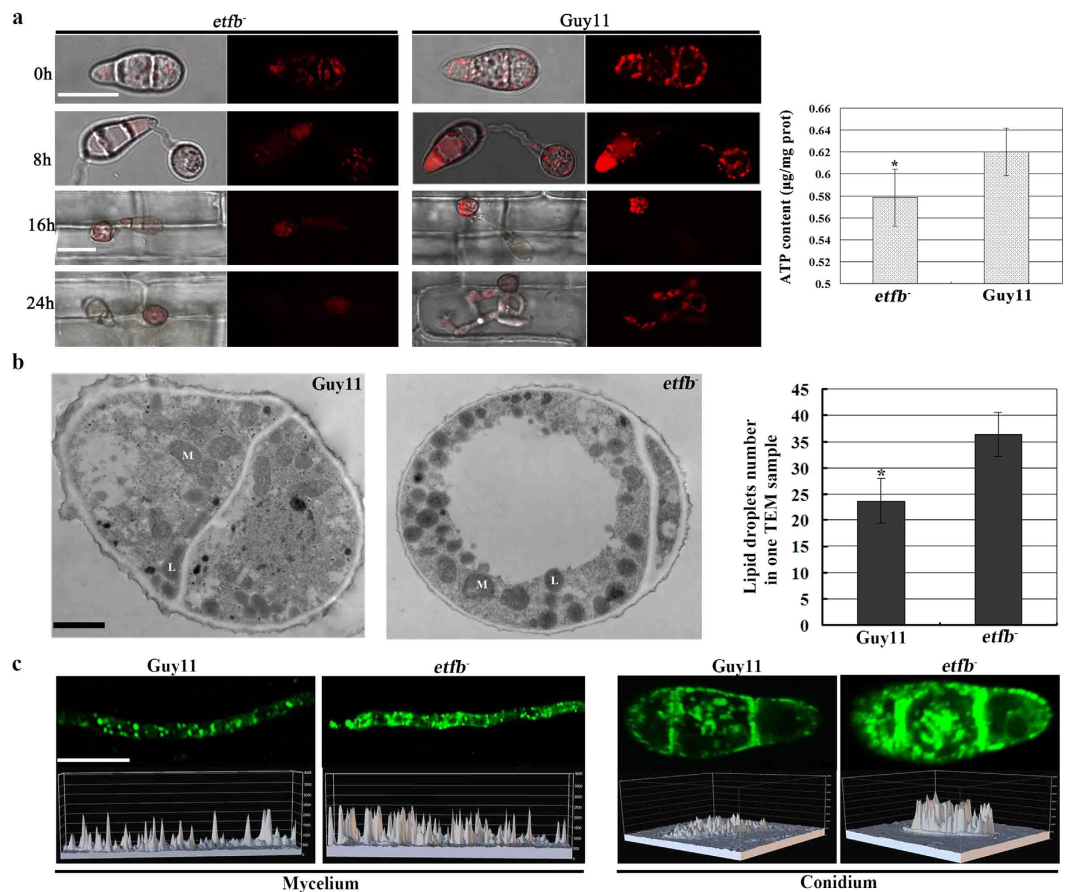 a
etfb-
Guy11
0h
8h
16h
24h
ATP content (μg/mg prot)
0.66
0.64
0.62
0.6
0.58
0.56
0.54
0.52
0.5
*
etfb-
Guy11
b
Guy11
M
L
etfb-
M
L
Lipid droplets number
in one TEM sample
45
40
35
30
25
20
15
10
5
0
*
Guy11
etfb-
c
Guy11
etfb-
Guy11
etfb-
Mycelium
Conidium